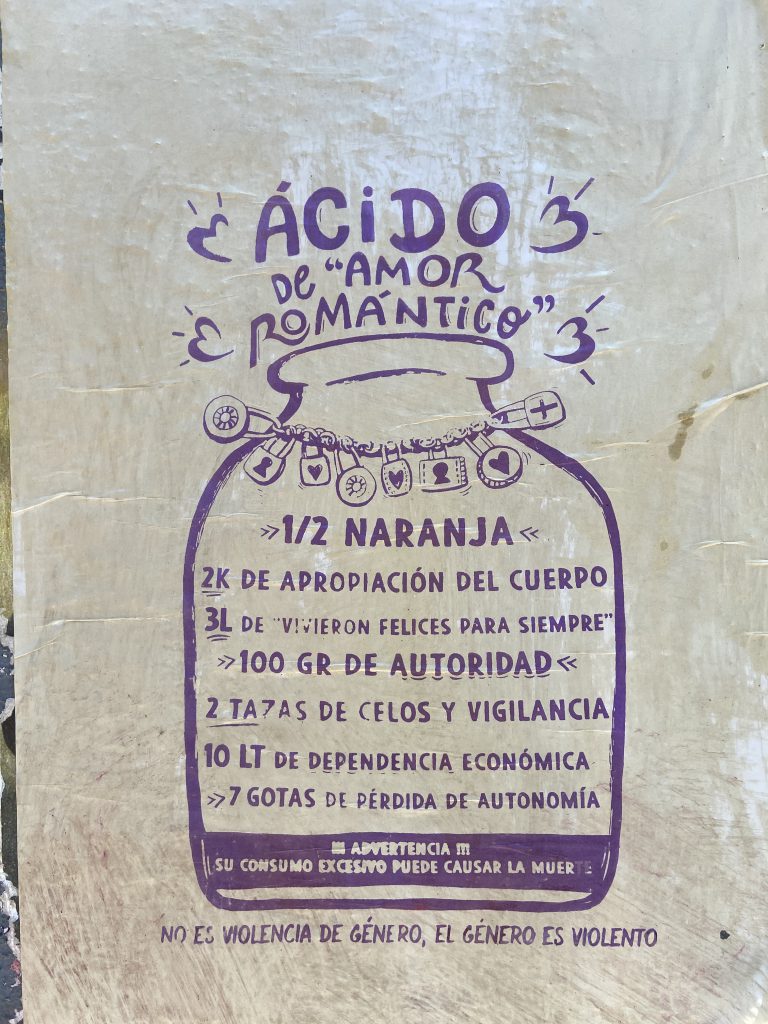 ÁCiDO
De "AMOR
ROMÁNTiCO"
»1/2 NARANJA«
2K DE APROPIACIÓN DEL CUERPO
3L DE "VIVIERON FELICES PARA SIEMPRE"
»100 GR DE AUTORIDAD«
2 TAZAS DE CELOS Y VIGILANCIA
10 LT DE DEPENDENCIA ECONÓMICA
»7 GOTAS DE PÉRDIDA DE AUTONOMÍA
!!! ADVERTENCIA !!!
SU CONSUMO EXCESIVO PUEDE CAUSAR LA MUERTE
NO ES VIOLENCIA DE GÉNERO, EL GÉNERO ES VIOLENTO